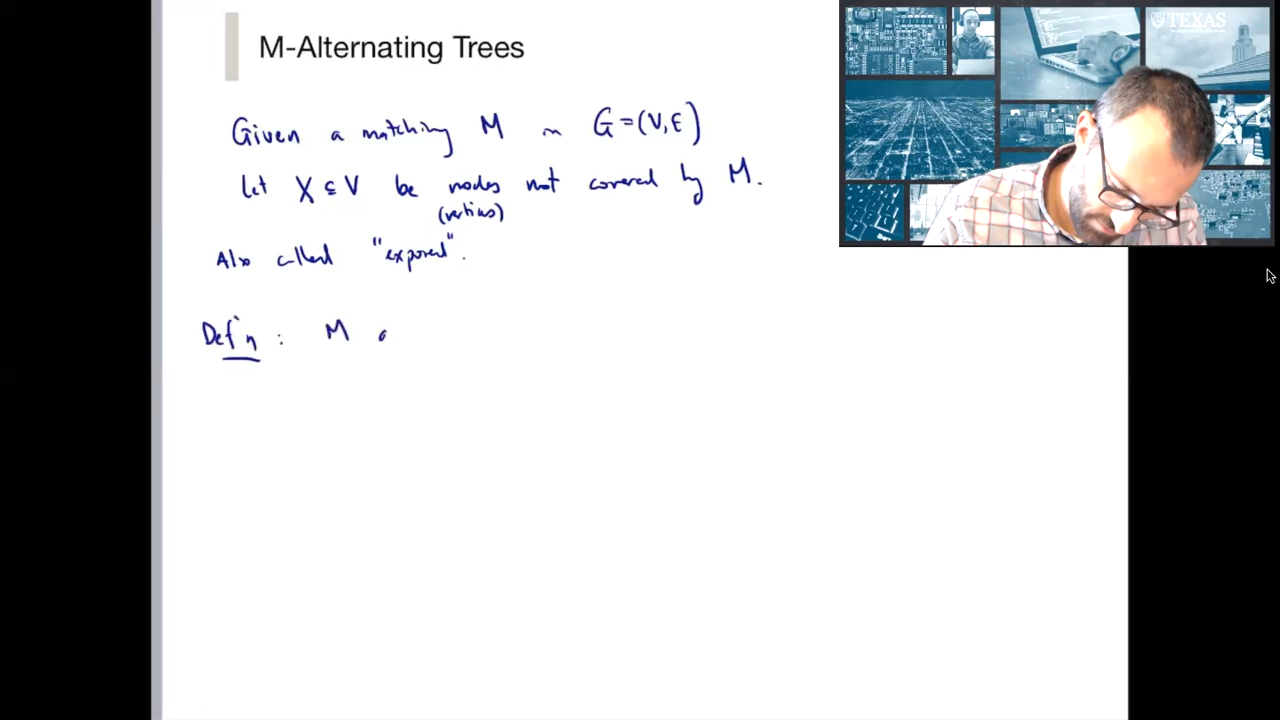 M-Alternating Trees
TEXAS
Given a matching M in G=(V,E)
let X ⊆ V be nodes not covered by M.
(vertices)
Also called "exposed".
Def'n : M a